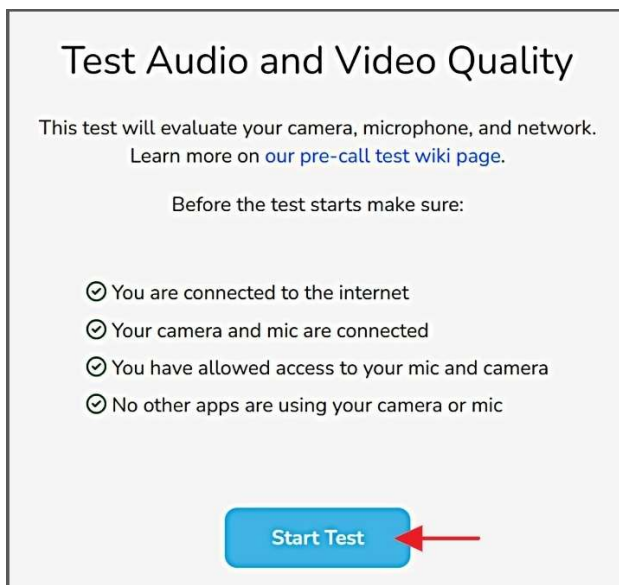 Test Audio and Video Quality
This test will evaluate your camera, microphone, and network.
Learn more on our pre-call test wiki page.
Before the test starts make sure:
You are connected to the internet
Your camera and mic are connected
You have allowed access to your mic and camera
No other apps are using your camera or mic
Start Test